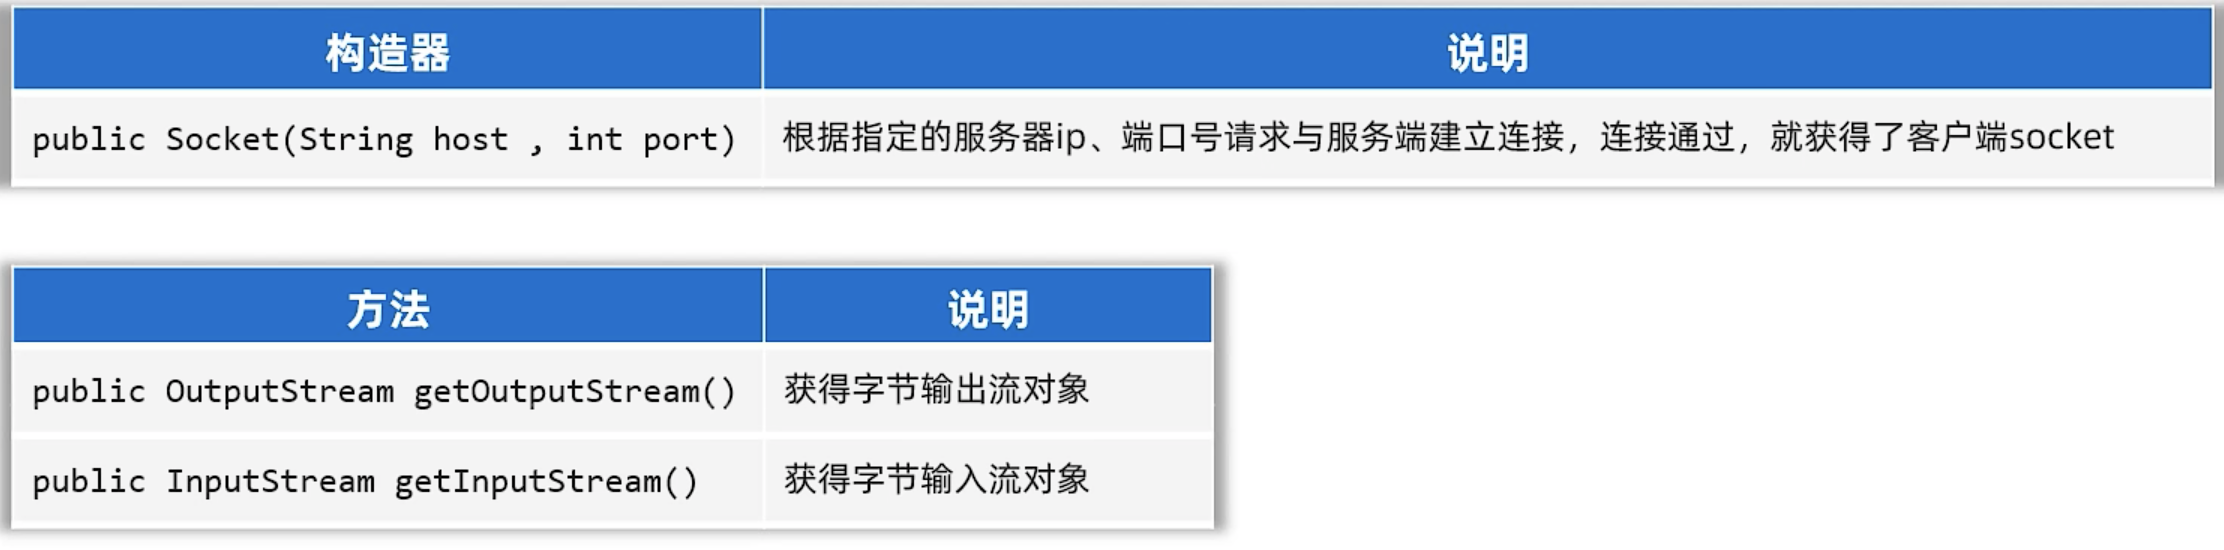 构造器 说明
public Socket(String host , int port) 根据指定的服务器ip、端口号请求与服务端建立连接，连接通过，就获得了客户端socket
方法 说明
public OutputStream getOutputStream() 获得字节输出流对象
public InputStream getInputStream() 获得字节输入流对象